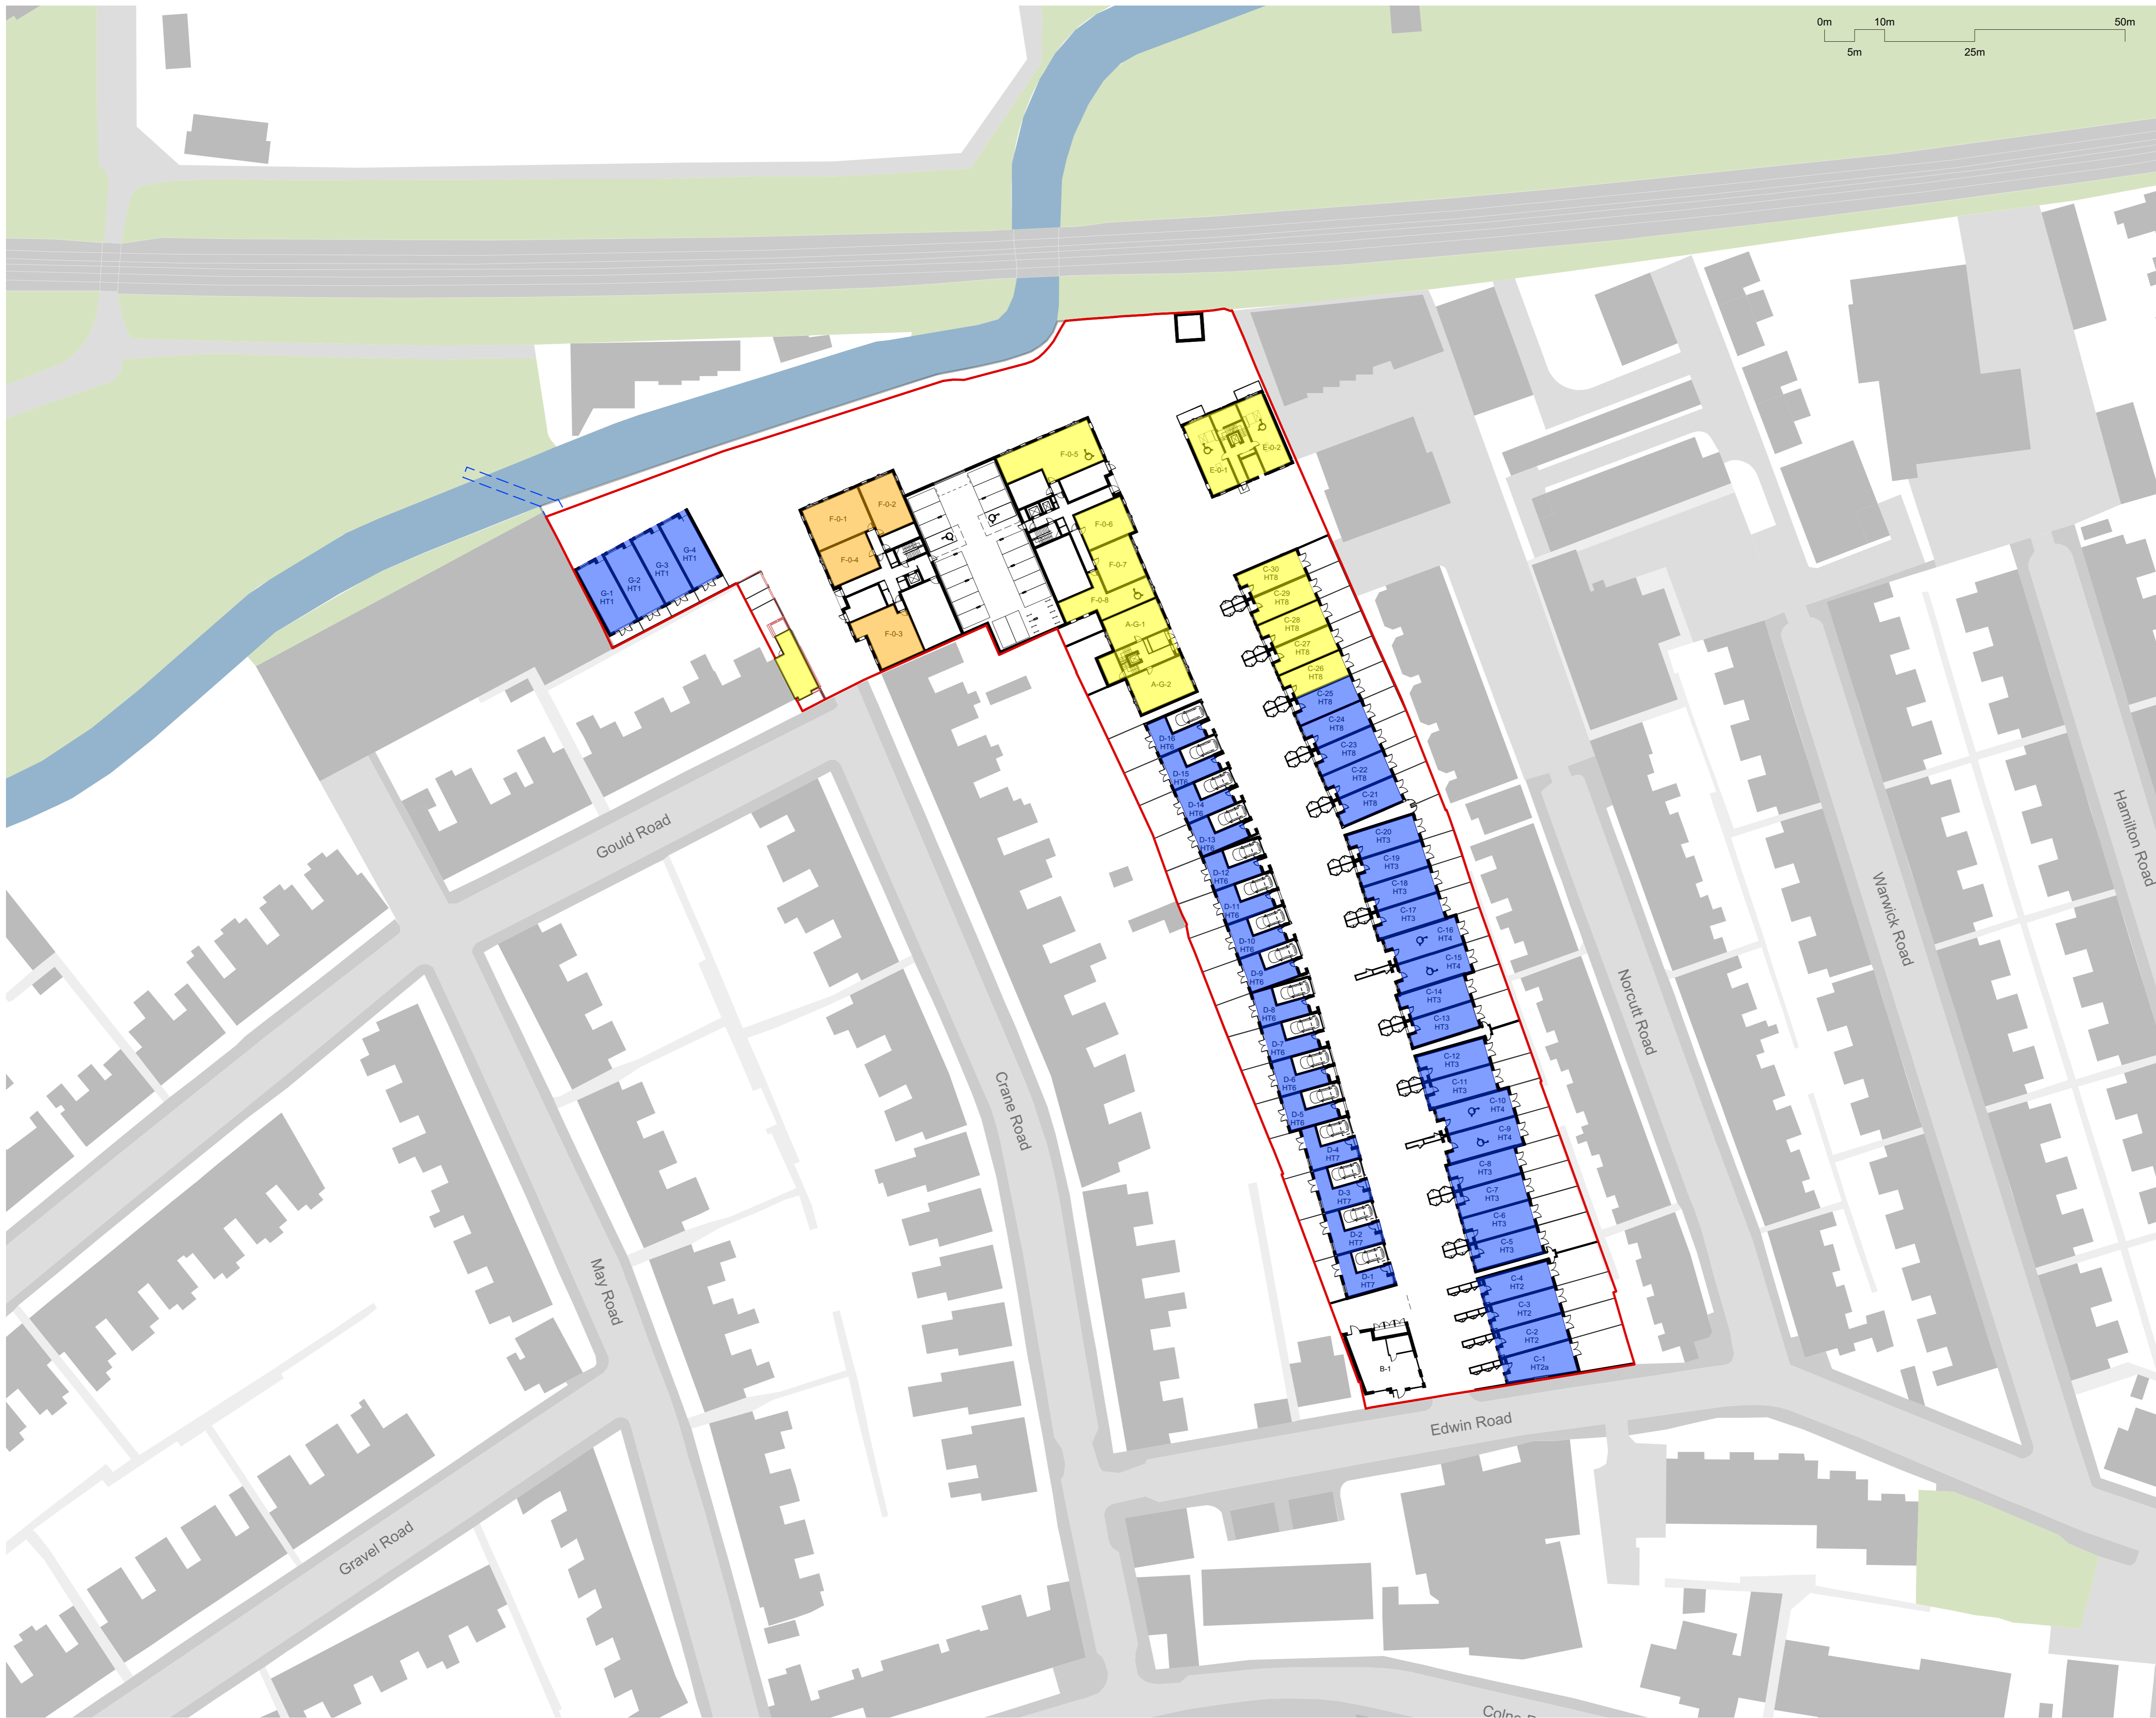 0m 10m 50m
5m 25m
F-0-5
E-0-2
E-0-1
F-0-2
F-0-1
F-0-6
F-0-4
F-0-7
G-4
HT1
G-3
HT1
G-2
HT1
G-1
HT1
F-0-8
F-0-3
A-G-1
A-G-2
C-30
HT8
C-29
HT8
C-28
HT8
C-27
HT8
C-26
HT8
C-25
HT8
C-24
HT8
C-23
HT8
C-22
HT8
C-21
HT8
C-20
HT3
C-19
HT3
C-18
HT3
C-17
HT3
C-16
HT4
C-15
HT4
C-14
HT3
C-13
HT3
C-12
HT3
C-11
HT3
C-10
HT4
C-9
HT4
C-8
HT3
C-7
HT3
C-6
HT3
C-5
HT3
C-4
HT2
C-3
HT2
C-2
HT2
C-1
HT2a
D-16
HT6
D-15
HT6
D-14
HT6
D-13
HT6
D-12
HT6
D-11
HT6
D-10
HT6
D-9
HT6
D-8
HT6
D-7
HT6
D-6
HT6
D-5
HT6
D-4
HT7
D-3
HT7
D-2
HT7
D-1
HT7
B-1
Gould Road
Crane Road
May Road
Gravel Road
Edwin Road
Norcutt Road
Warwick Road
Hamilton Road